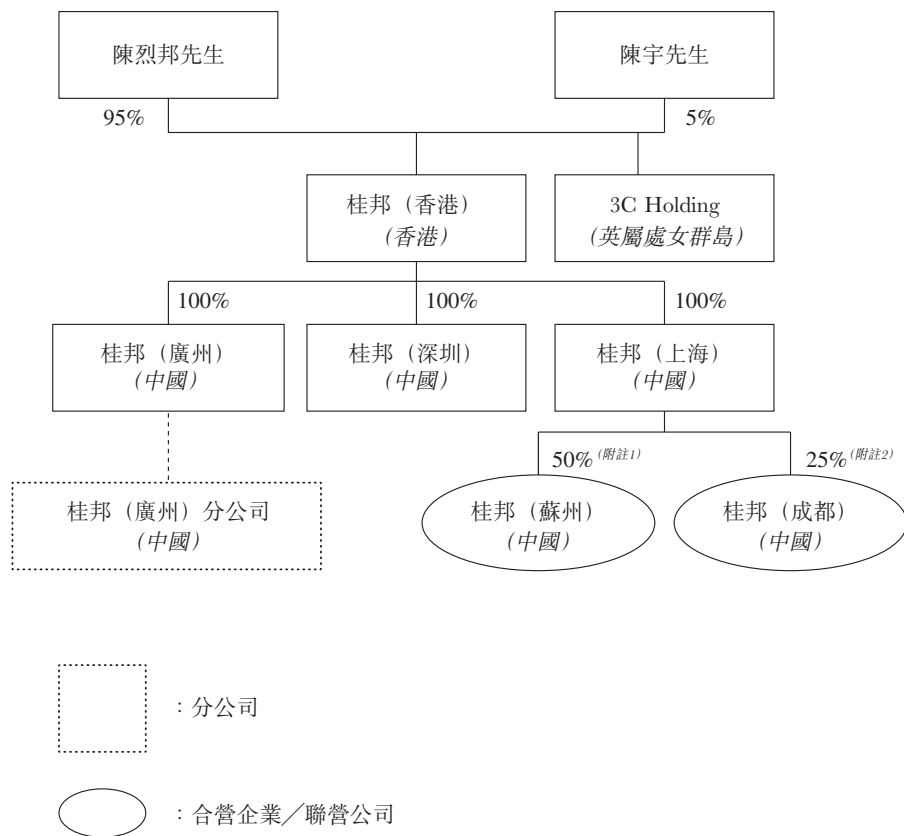 陳烈邦先生
陳宇先生
95%
5%
桂邦（香港）
(香港)
3C Holding
(英屬處女群島)
100%
100%
100%
桂邦（廣州）
(中國)
桂邦（深圳）
(中國)
桂邦（上海）
(中國)
50%(附註1)
25%(附註2)
桂邦（廣州）分公司
(中國)
桂邦（蘇州）
(中國)
桂邦（成都）
(中國)
：分公司
：合營企業／聯營公司